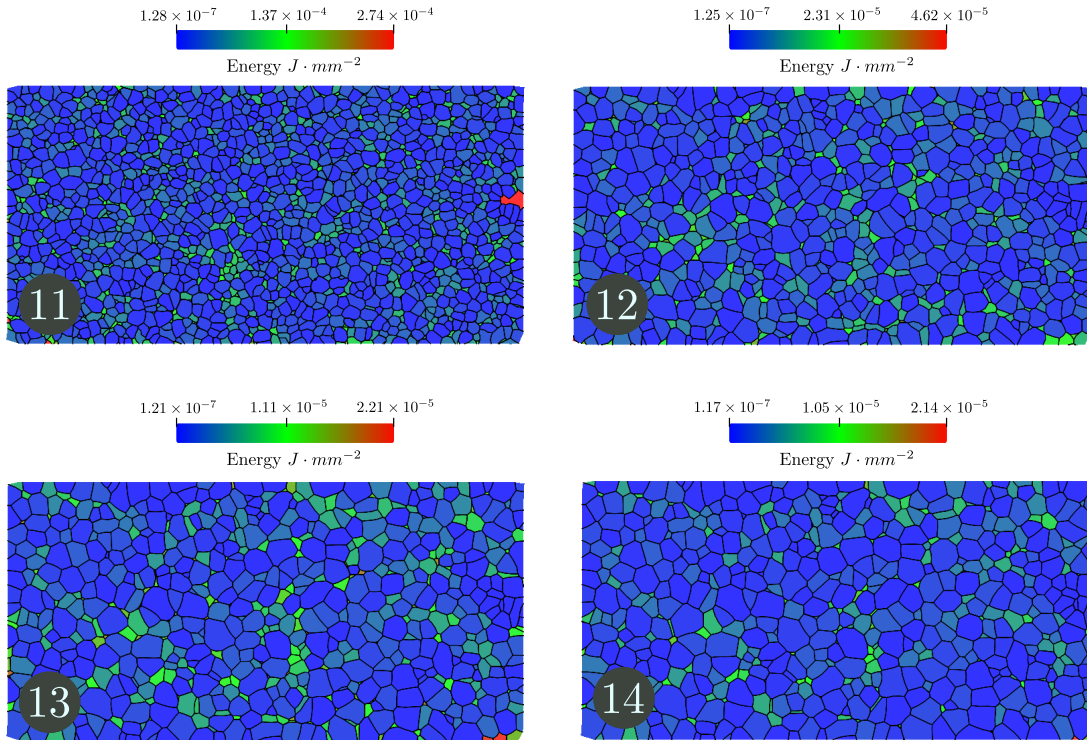 1.28 × 10⁻⁷ 1.37 × 10⁻⁴ 2.74 × 10⁻⁴
Energy J · mm⁻²
11
1.25 × 10⁻⁷ 2.31 × 10⁻⁵ 4.62 × 10⁻⁵
Energy J · mm⁻²
12
1.21 × 10⁻⁷ 1.11 × 10⁻⁵ 2.21 × 10⁻⁵
Energy J · mm⁻²
13
1.17 × 10⁻⁷ 1.05 × 10⁻⁵ 2.14 × 10⁻⁵
Energy J · mm⁻²
14